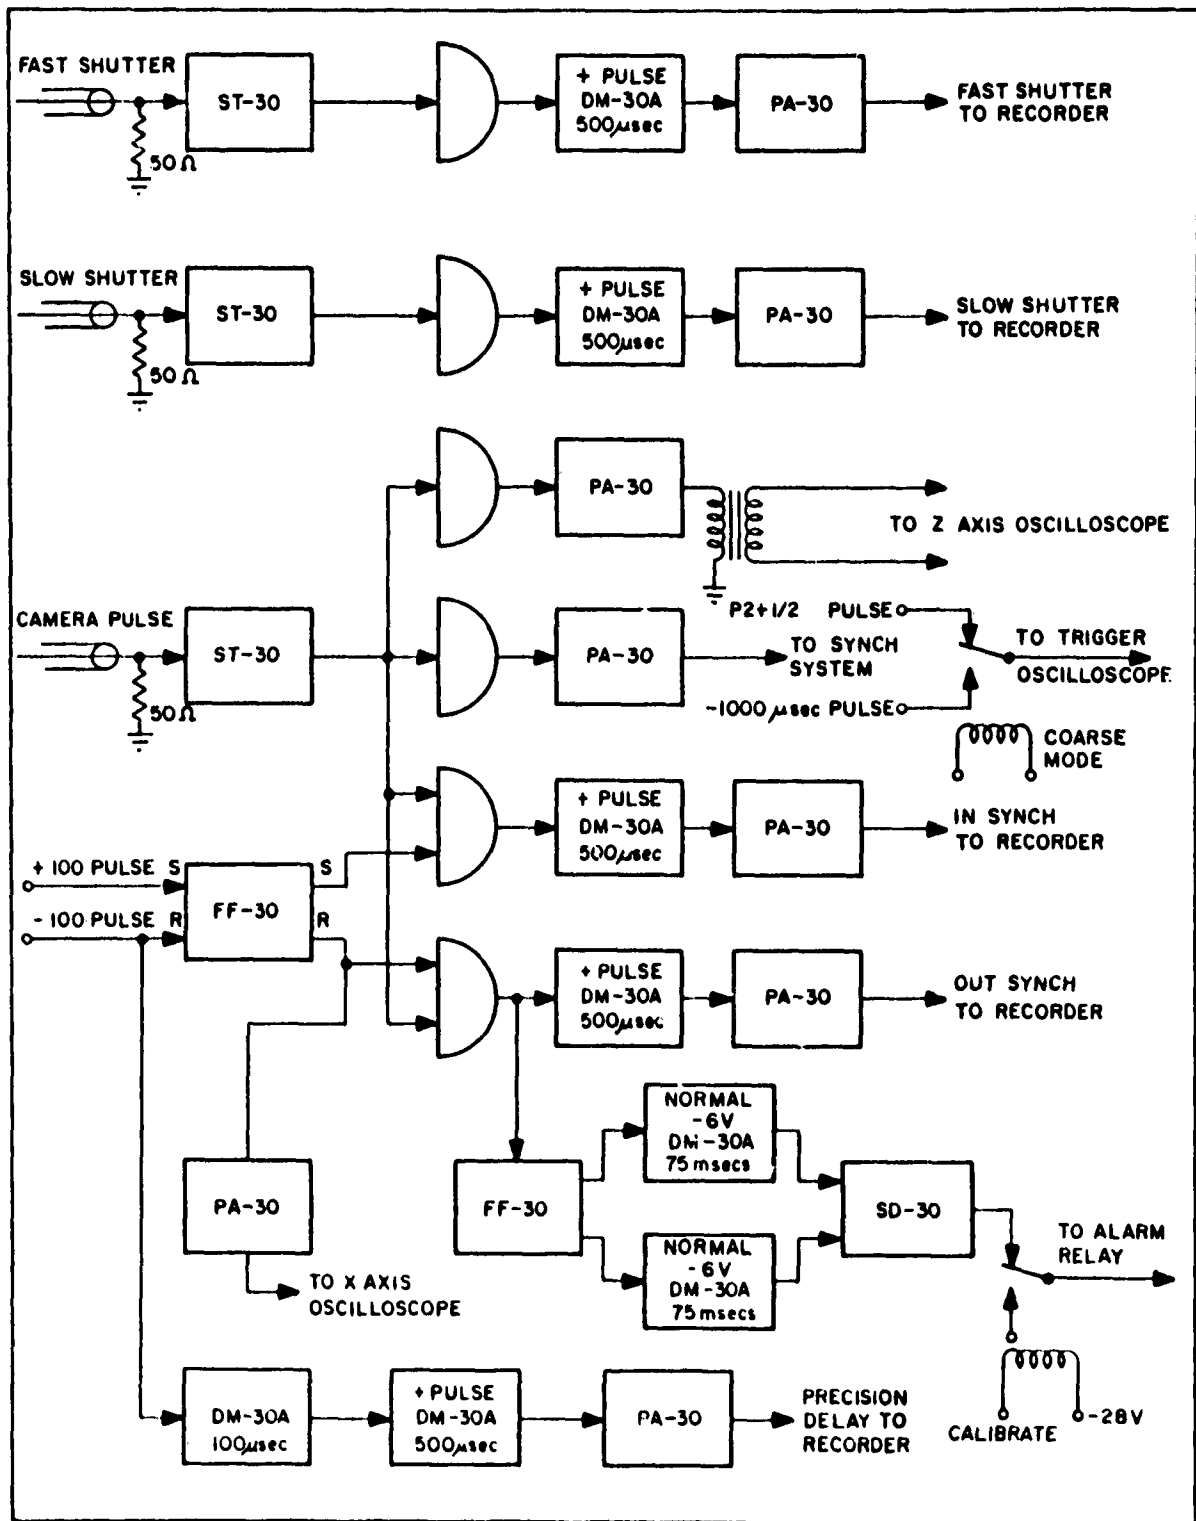 FAST SHUTTER
50Ω
ST-30
+ PULSE
DM-30A
500μsec
PA-30
FAST SHUTTER
TO RECORDER
SLOW SHUTTER
50Ω
ST-30
+ PULSE
DM-30A
500μsec
PA-30
SLOW SHUTTER
TO RECORDER
PA-30
TO Z AXIS OSCILLOSCOPE
CAMERA PULSE
50Ω
ST-30
PA-30
TO SYNCH
SYSTEM
P2+1/2 PULSE
-1000 μsec PULSE
TO TRIGGER
OSCILLOSCOPE
COARSE
MODE
+ PULSE
DM-30A
500μsec
PA-30
IN SYNCH
TO RECORDER
+ 100 PULSE S
- 100 PULSE R
FF-30
S
R
+ PULSE
DM-30A
500μsec
PA-30
OUT SYNCH
TO RECORDER
PA-30
TO X AXIS
OSCILLOSCOPE
FF-30
NORMAL
-6V
DM-30A
75 msecs
NORMAL
-6V
DM-30A
75 msecs
SD-30
TO ALARM
RELAY
CALIBRATE
-28V
DM-30A
100μsec
+ PULSE
DM-30A
500μsec
PA-30
PRECISION
DELAY TO
RECORDER